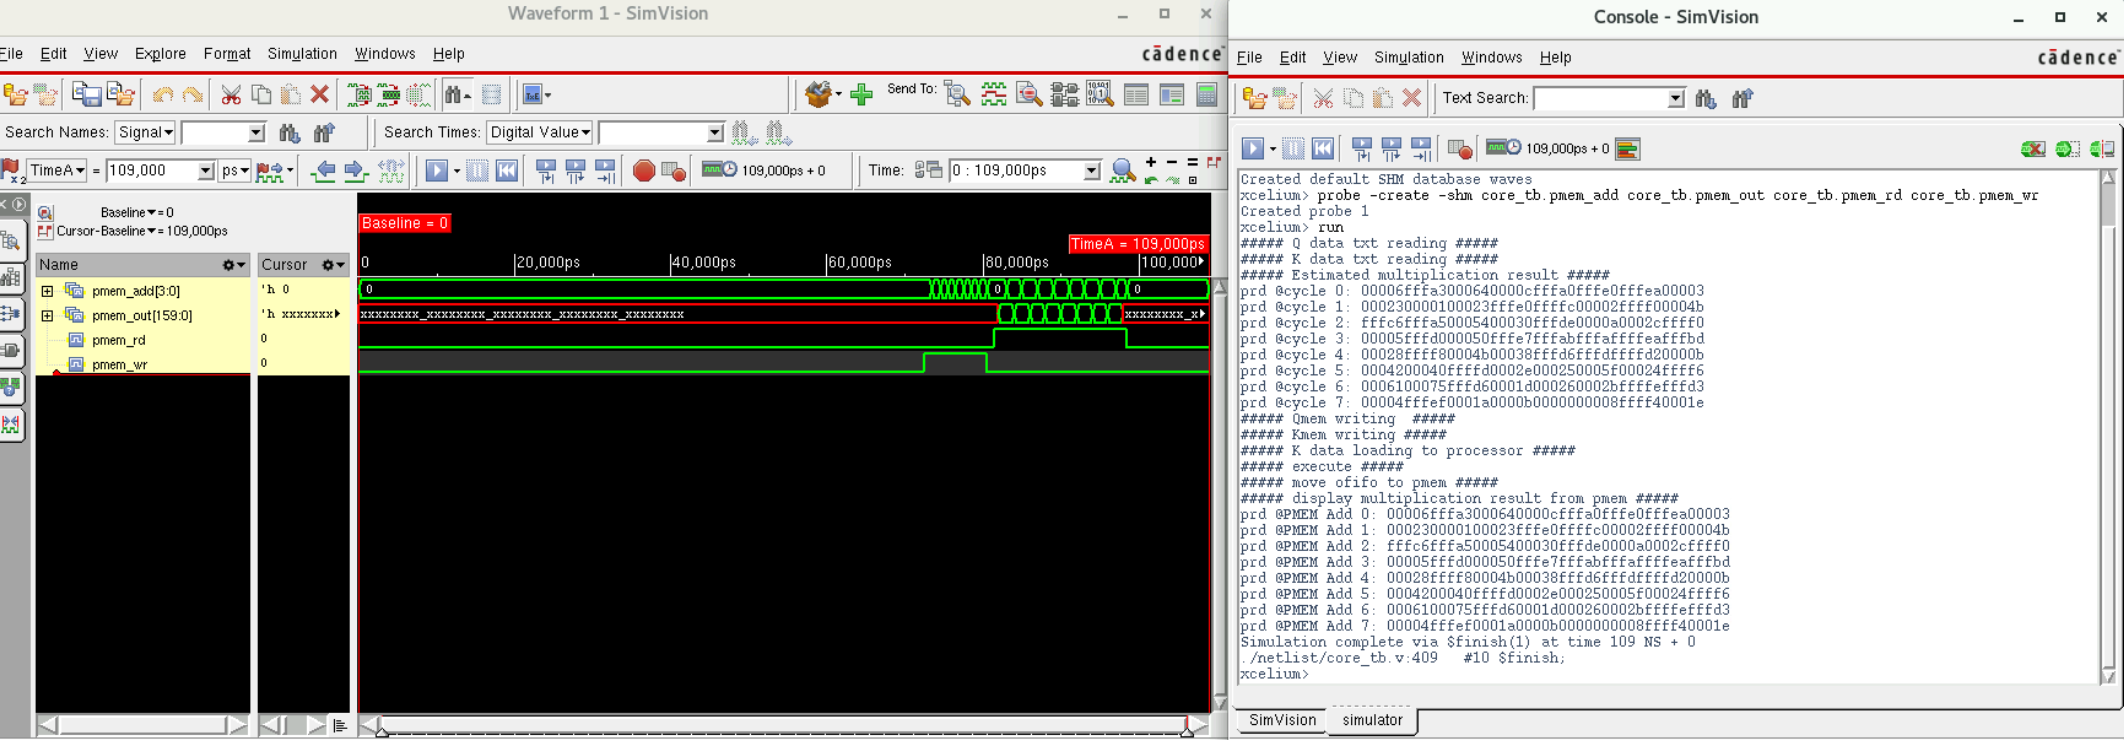 Waveform 1 - SimVision
File Edit View Explore Format Simulation Windows Help
cādence
Send To:
Search Names: Signal
Search Times: Digital Value
TimeA = 109,000 ps
109,000ps + 0
Time: 0 : 109,000ps
Baseline = 0
Cursor-Baseline = 109,000ps
Name
Cursor
pmem_add[3:0] 'h 0
pmem_out[159:0] 'h xxxxxxx
pmem_rd 0
pmem_wr 0
Baseline = 0
TimeA = 109,000ps
0 20,000ps 40,000ps 60,000ps 80,000ps 100,000
0 0 0
xxxxxxxx_xxxxxxxx_xxxxxxxx_xxxxxxxx_xxxxxxxx xxxxxxxx_x
Console - SimVision
File Edit View Simulation Windows Help
cādence
Text Search:
109,000ps + 0
Created default SHM database waves
xcelium> probe -create -shm core_tb.pmem_add core_tb.pmem_out core_tb.pmem_rd core_tb.pmem_wr
Created probe 1
xcelium> run
##### Q data txt reading #####
##### K data txt reading #####
##### Estimated multiplication result #####
prd @cycle 0: 00006fffa3000640000cfffa0fffe0fffea00003
prd @cycle 1: 000230000100023fffe0ffffc00002ffff00004b
prd @cycle 2: fffc6fffa50005400030fffde0000a0002cffff0
prd @cycle 3: 00005fffd000050fffe7fffabfffaffffeafffbd
prd @cycle 4: 00028ffff80004b00038fffd6fffdffffd20000b
prd @cycle 5: 0004200040ffffd0002e000250005f00024ffff6
prd @cycle 6: 0006100075fffd60001d000260002bffffefffd3
prd @cycle 7: 00004fffef0001a0000b0000000008ffff40001e
##### Qmem writing #####
##### Kmem writing #####
##### K data loading to processor #####
##### execute #####
##### move ofifo to pmem #####
##### display multiplication result from pmem #####
prd @PMEM Add 0: 00006fffa3000640000cfffa0fffe0fffea00003
prd @PMEM Add 1: 000230000100023fffe0ffffc00002ffff00004b
prd @PMEM Add 2: fffc6fffa50005400030fffde0000a0002cffff0
prd @PMEM Add 3: 00005fffd000050fffe7fffabfffaffffeafffbd
prd @PMEM Add 4: 00028ffff80004b00038fffd6fffdffffd20000b
prd @PMEM Add 5: 0004200040ffffd0002e000250005f00024ffff6
prd @PMEM Add 6: 0006100075fffd60001d000260002bffffefffd3
prd @PMEM Add 7: 00004fffef0001a0000b0000000008ffff40001e
Simulation complete via $finish(1) at time 109 NS + 0
./netlist/core_tb.v:409 #10 $finish;
xcelium>
SimVision simulator